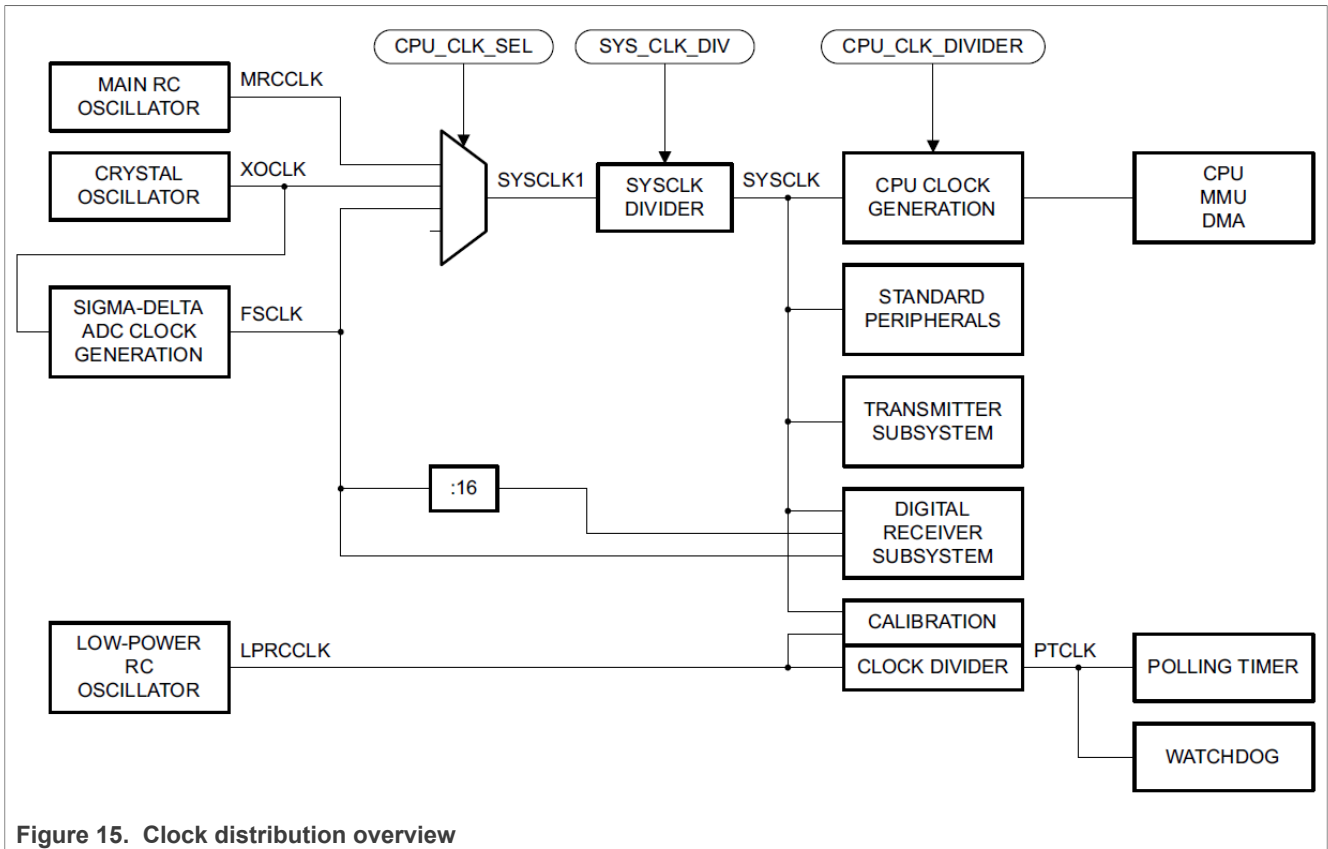 CPU_CLK_SEL
SYS_CLK_DIV
CPU_CLK_DIVIDER
MAIN RC
OSCILLATOR
MRCCLK
CRYSTAL
OSCILLATOR
XOCLK
SYSCLK1
SYSCLK
DIVIDER
SYSCLK
CPU CLOCK
GENERATION
CPU
MMU
DMA
SIGMA-DELTA
ADC CLOCK
GENERATION
FSCLK
STANDARD
PERIPHERALS
TRANSMITTER
SUBSYSTEM
:16
DIGITAL
RECEIVER
SUBSYSTEM
LOW-POWER
RC
OSCILLATOR
LPRCCLK
CALIBRATION
CLOCK DIVIDER
PTCLK
POLLING TIMER
WATCHDOG
Figure 15. Clock distribution overview